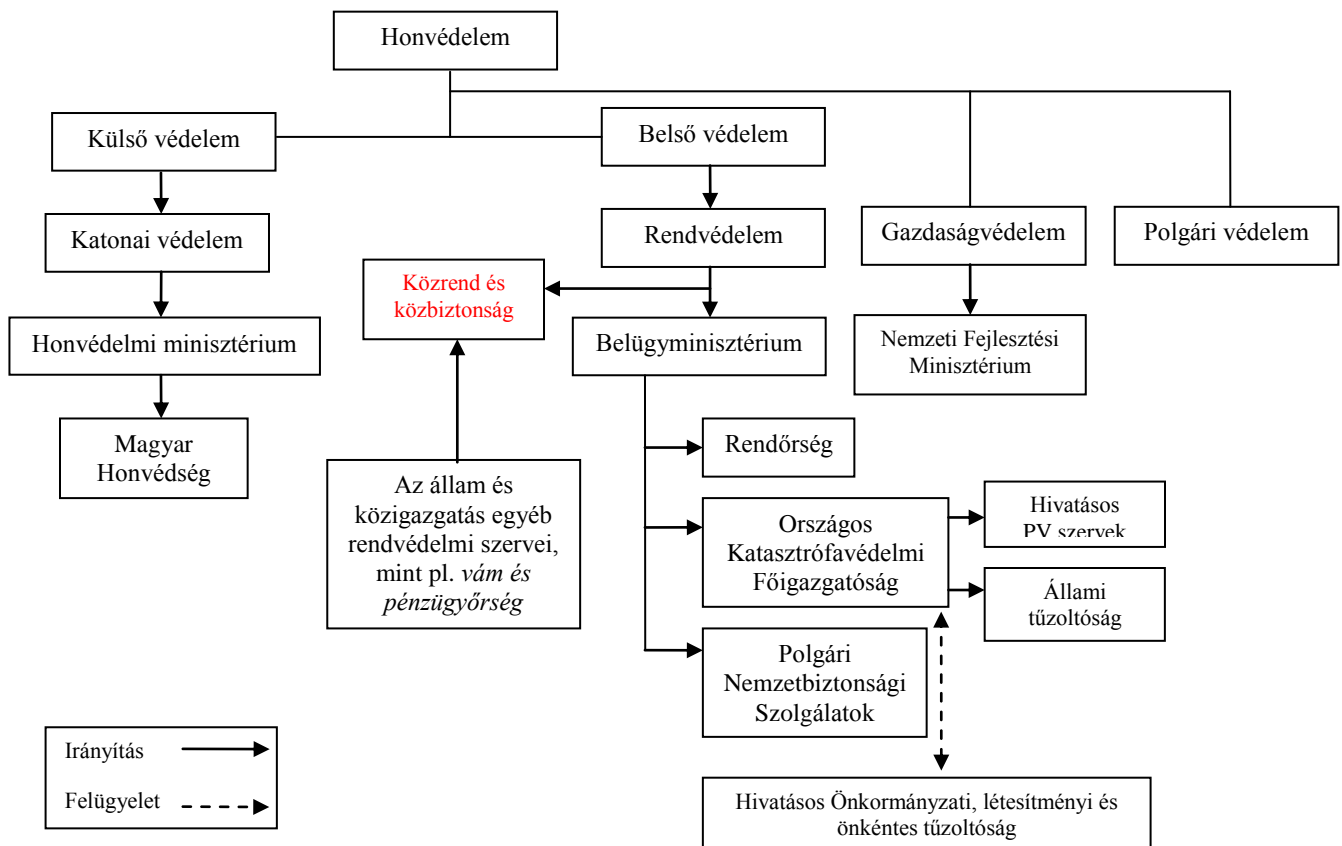 Honvédelem
Külső védelem
Belső védelem
Katonai védelem
Rendvédelem
Gazdaságvédelem
Polgári védelem
Közrend és
közbiztonság
Honvédelmi minisztérium
Belügyminisztérium
Nemzeti Fejlesztési
Minisztérium
Magyar
Honvédség
Rendőrség
Az állam és
közigazgatás egyéb
rendvédelmi szervei,
mint pl. vám és
pénzügyőrség
Országos
Katasztrófavédelmi
Főigazgatóság
Hivatásos
PV szervek
Állami
tűzoltóság
Polgári
Nemzetbiztonsági
Szolgálatok
Irányítás
Felügyelet
Hivatásos Önkormányzati, létesítményi és
önkéntes tűzoltóság